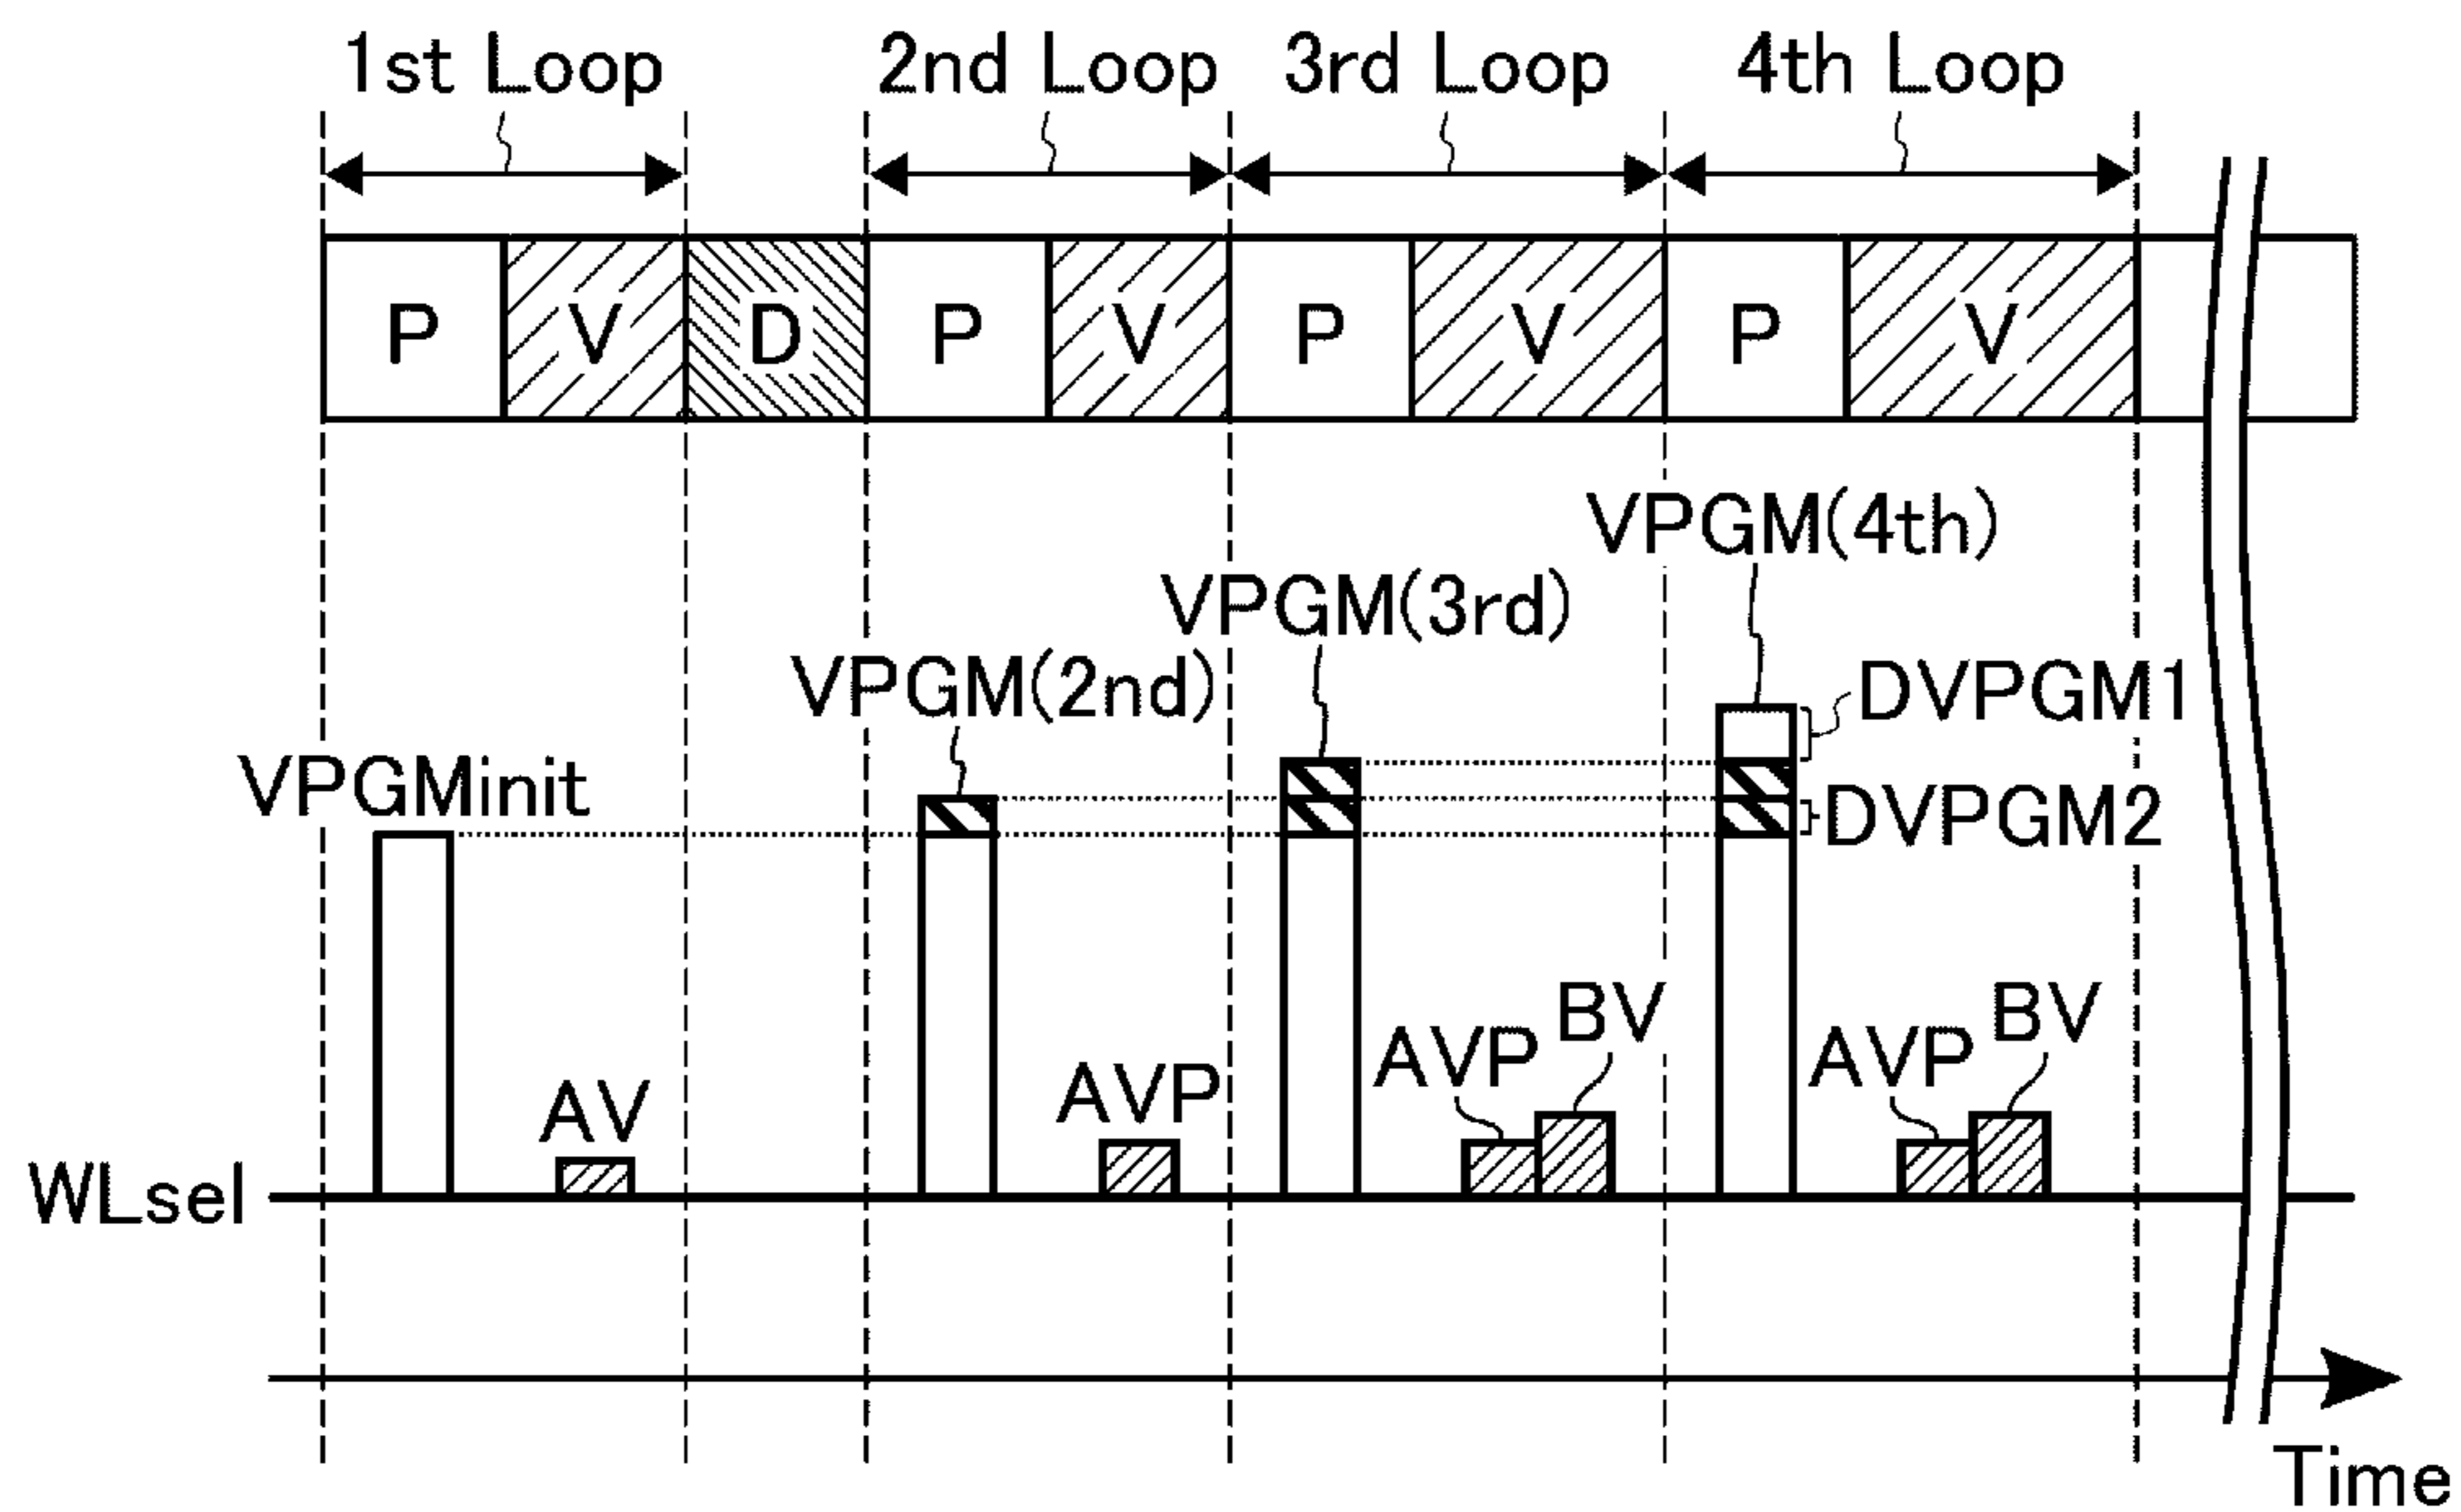 1st Loop 2nd Loop 3rd Loop 4th Loop
P V D P V P V P V
VPGM(4th)
VPGM(3rd)
VPGM(2nd) DVPGM1
VPGMinit DVPGM2
BV BV
AVP AVP
AV AVP
WLsel
Time